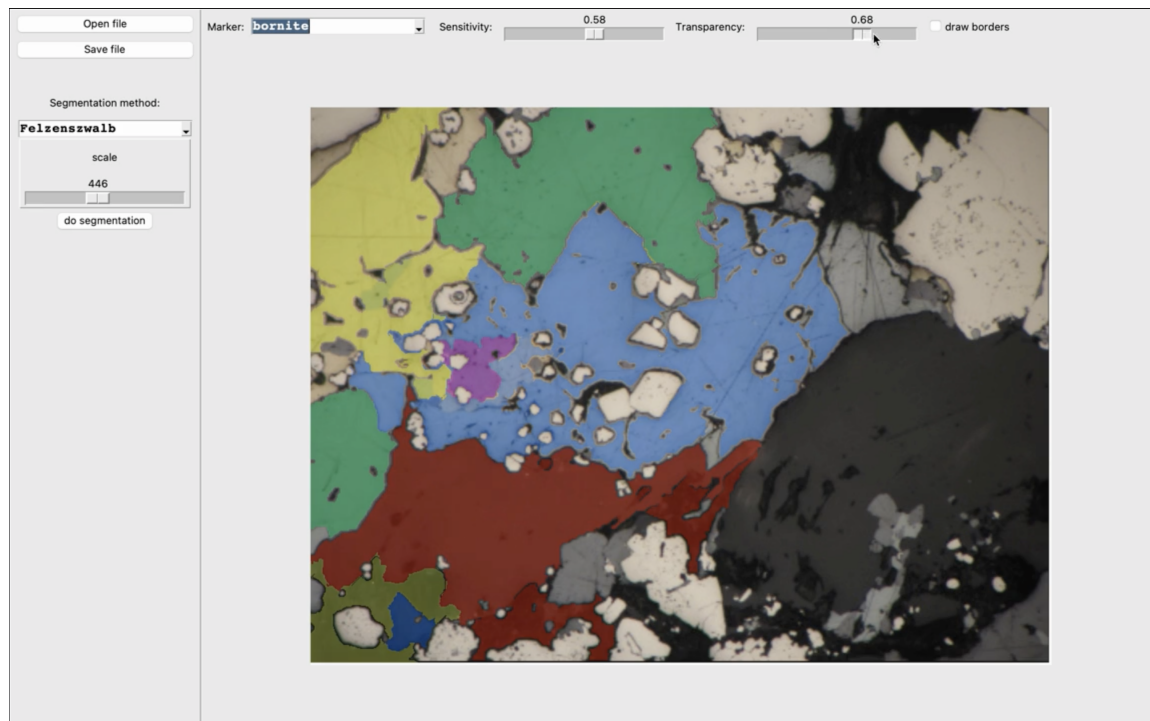 Open file
Save file
Segmentation method:
Felzenszwalb
scale
446
do segmentation
Marker: bornite Sensitivity: 0.58 Transparency: 0.68 draw borders